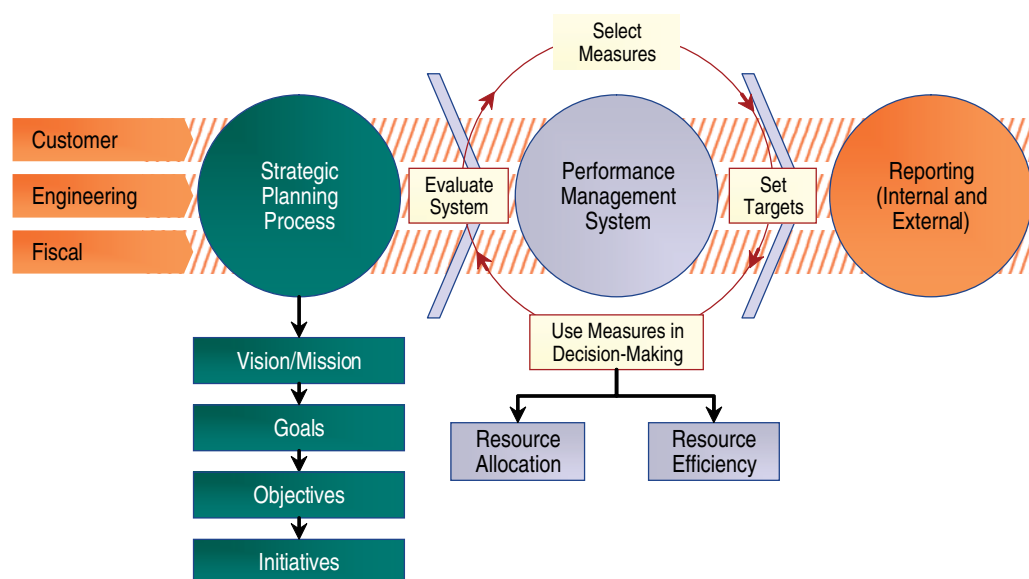 Select
Measures
Customer
Engineering
Fiscal
Strategic
Planning
Process
Evaluate
System
Performance
Management
System
Set
Targets
Reporting
(Internal and
External)
Use Measures in
Decision-Making
Vision/Mission
Goals
Objectives
Initiatives
Resource
Allocation
Resource
Efficiency